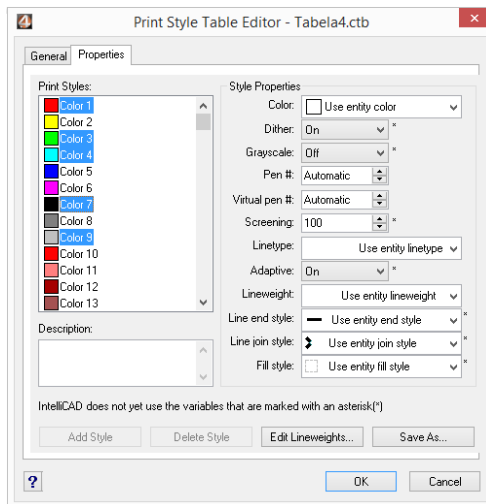 Print Style Table Editor - Tabela4.ctb
General Properties
Print Styles:
Color 1
Color 2
Color 3
Color 4
Color 5
Color 6
Color 7
Color 8
Color 9
Color 10
Color 11
Color 12
Color 13
Description:
Style Properties
Color: Use entity color
Dither: On *
Grayscale: Off *
Pen #: Automatic
Virtual pen #: Automatic
Screening: 100 *
Linetype: Use entity linetype
Adaptive: On *
Lineweight: Use entity lineweight
Line end style: Use entity end style *
Line join style: Use entity join style *
Fill style: Use entity fill style *
IntelliCAD does not yet use the variables that are marked with an asterisk(*)
Add Style Delete Style Edit Lineweights... Save As...
? OK Cancel